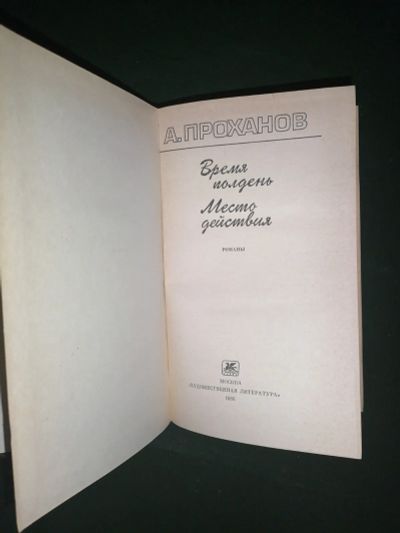 А. ПРОХАНОВ
Время
полдень
Место
действия
РОМАНЫ
МОСКВА
«ХУДОЖЕСТВЕННАЯ ЛИТЕРАТУРА»